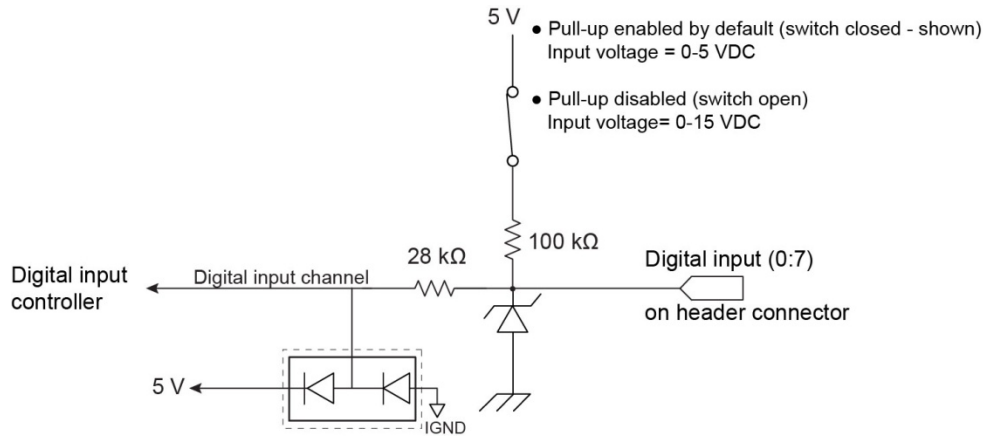 5 V
● Pull-up enabled by default (switch closed - shown)
Input voltage = 0-5 VDC
● Pull-up disabled (switch open)
Input voltage= 0-15 VDC
100 kΩ
28 kΩ
Digital input (0:7)
on header connector
Digital input channel
Digital input
controller
5 V
IGND